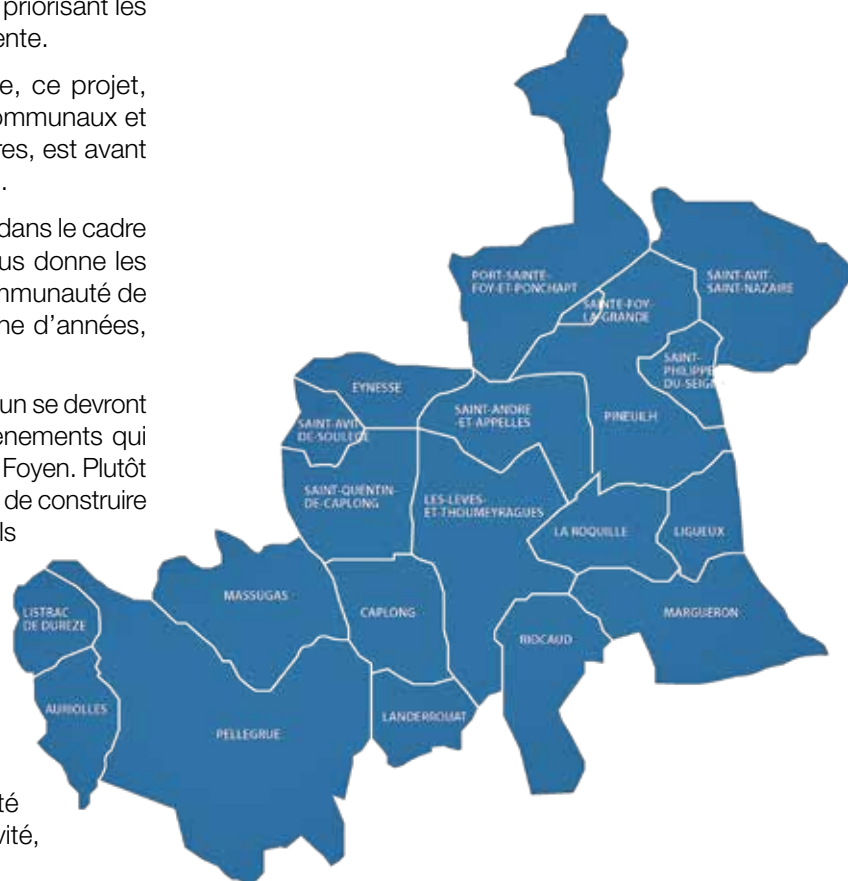 priorisant les
ente.
e, ce projet,
ommunaux et
res, est avant
.
dans le cadre
us donne les
mmunauté de
ne d'années,
un se devront
ènements qui
Foyen. Plutôt
de construire
ls
té
vité,
PORT-SAINTE-
FOY-ET-PONCHAPT
SAINTE-FOY-
LA-GRANDE
SAINT-AVIT-
SAINT-NAZAIRE
SAINT-
PHILIPPE
DU-SEIGN
EYNESSE
SAINT-ANDRE
-ET-APPELLES
PINEUILH
SAINT-AVIT-
DE-SOULEGE
SAINT-QUENTIN-
DE-CAPLONG
LES-LEVES-
ET-THOUMEYRAGUES
LA ROQUILLE
LIGUEUX
MASSUGAS
CAPLONG
MARGUERON
LISTRAC
DE DUREZE
RIOCAUD
AURIOLLES
LANDERROUAT
PELLEGRUE